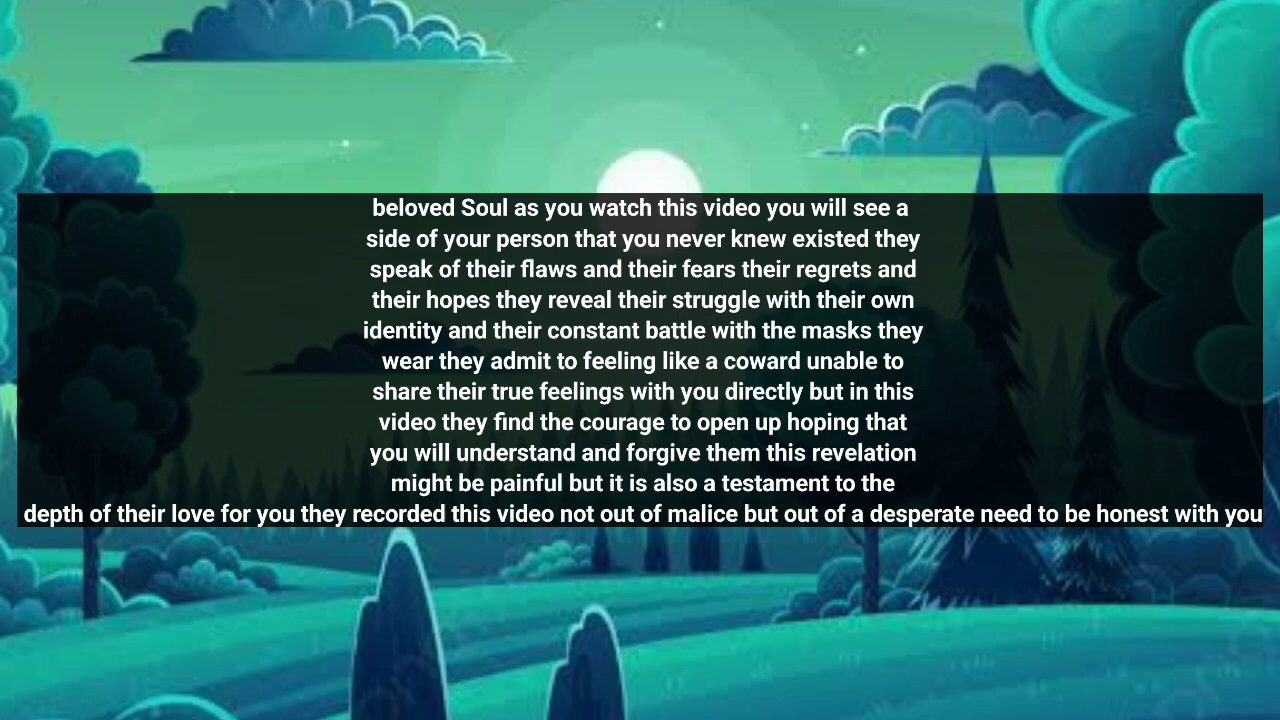 beloved Soul as you watch this video you will see a
side of your person that you never knew existed they
speak of their flaws and their fears their regrets and
their hopes they reveal their struggle with their own
identity and their constant battle with the masks they
wear they admit to feeling like a coward unable to
share their true feelings with you directly but in this
video they find the courage to open up hoping that
you will understand and forgive them this revelation
might be painful but it is also a testament to the
depth of their love for you they recorded this video not out of malice but out of a desperate need to be honest with you